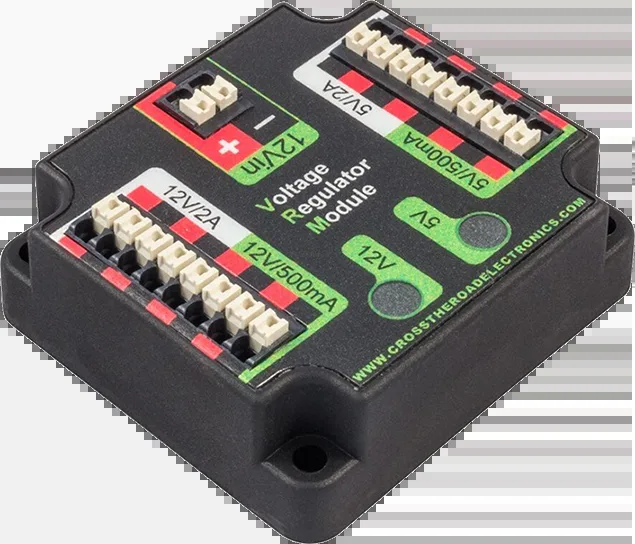 5V/2A
5V/500mA
+
–
12Vin
Voltage
Regulator
Module
12V/2A
12V/500mA
5V
12V
WWW.CROSSTHEROADELECTRONICS.COM